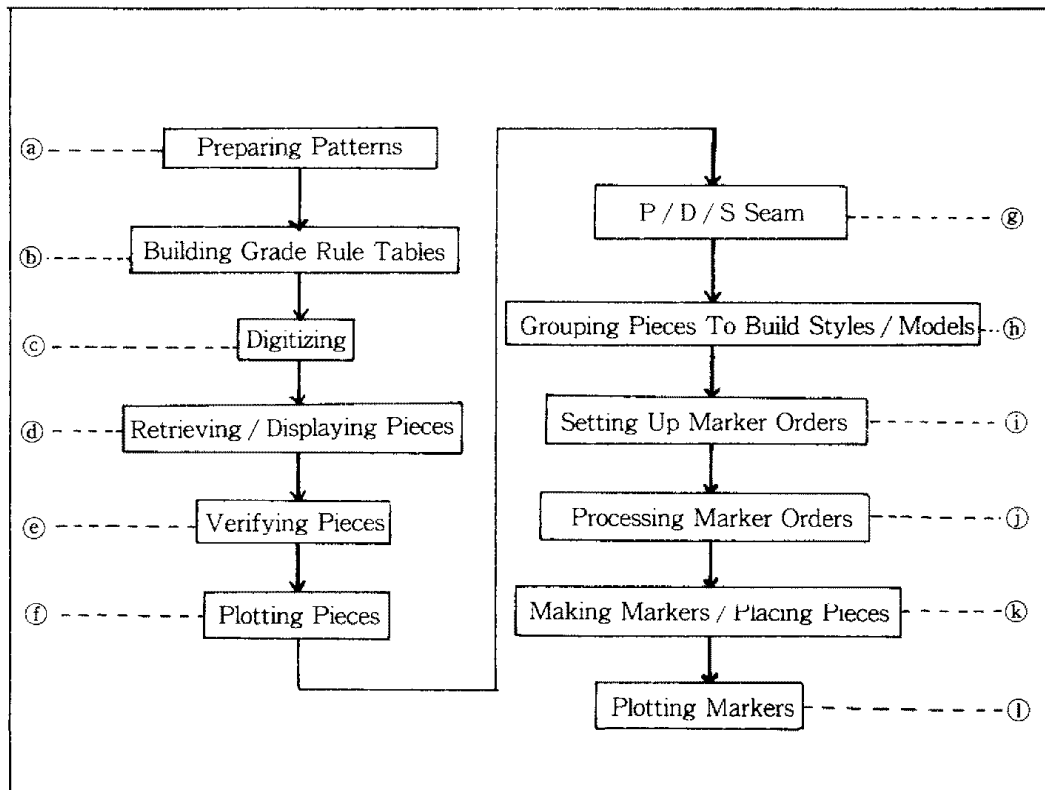 ⓐ Preparing Patterns
ⓑ Building Grade Rule Tables
ⓒ Digitizing
ⓓ Retrieving / Displaying Pieces
ⓔ Verifying Pieces
ⓕ Plotting Pieces
P / D / S Seam ⓖ
Grouping Pieces To Build Styles / Models ⓗ
Setting Up Marker Orders ⓘ
Processing Marker Orders ⓙ
Making Markers / Placing Pieces ⓚ
Plotting Markers ⓛ